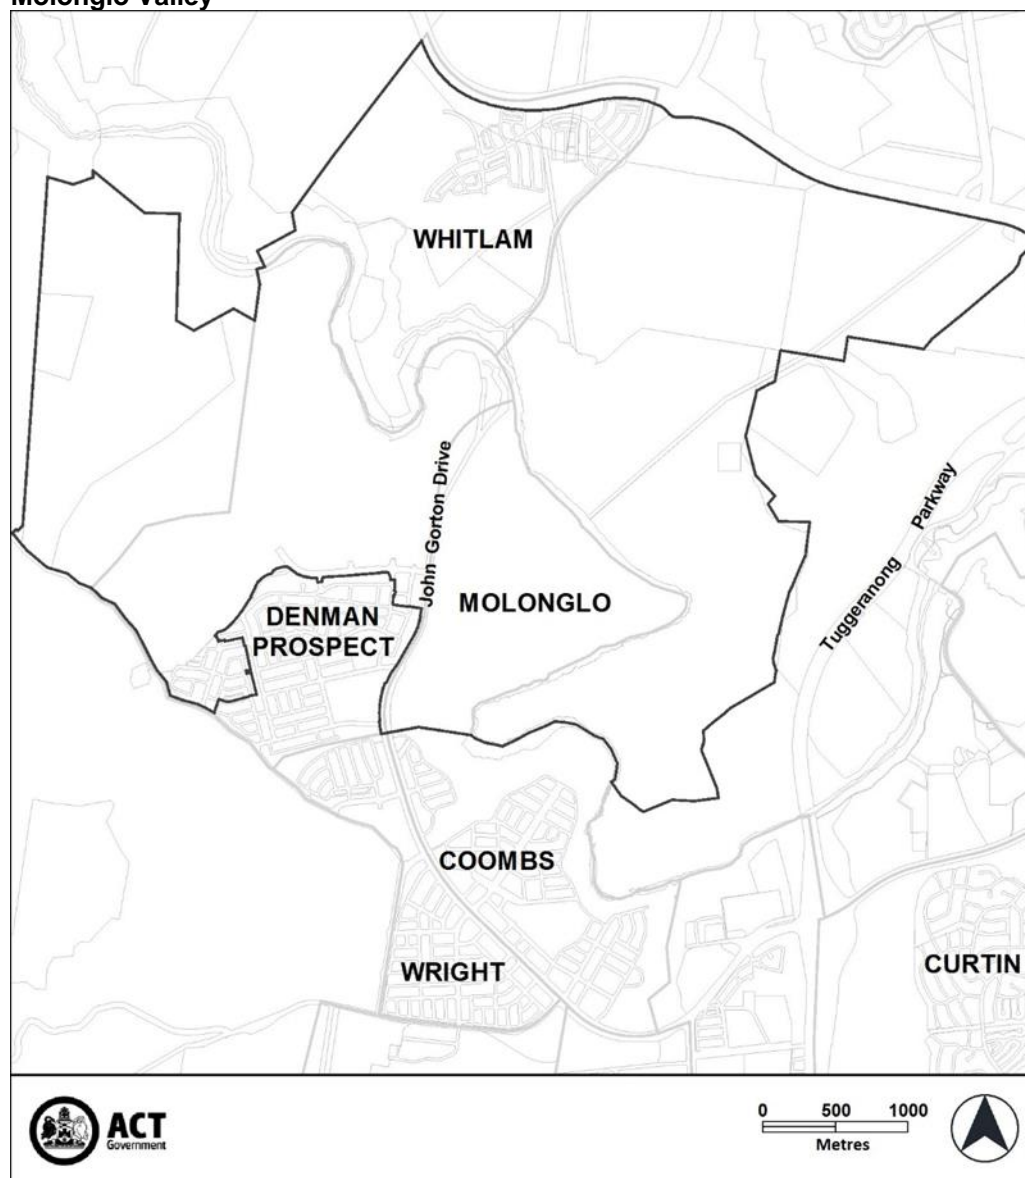 Molonglo Valley
WHITLAM
John Gorton Drive
Tuggeranong Parkway
DENMAN
PROSPECT
MOLONGLO
COOMBS
WRIGHT
CURTIN
ACT
Government
0 500 1000
Metres